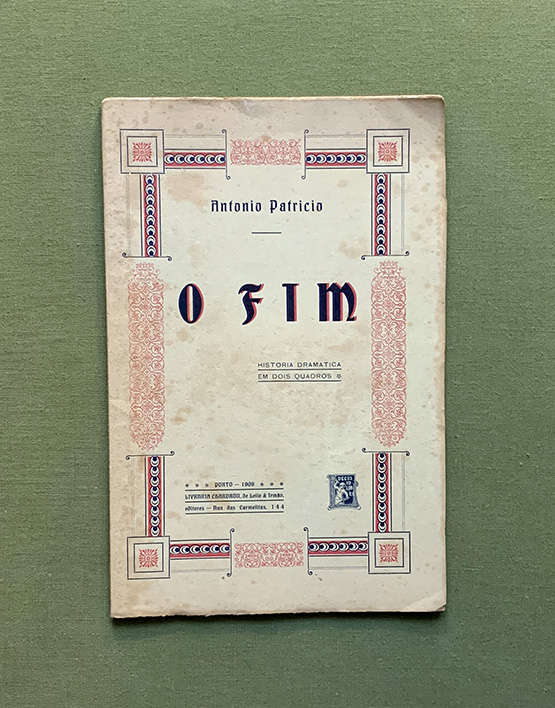 Antonio Patricio
O FIM
HISTORIA DRAMATICA
EM DOIS QUADROS
PORTO — 1909
LIVRARIA CHARDRON, de Lello & Irmão,
editores — Rua das Carmelitas, 144
DECUS